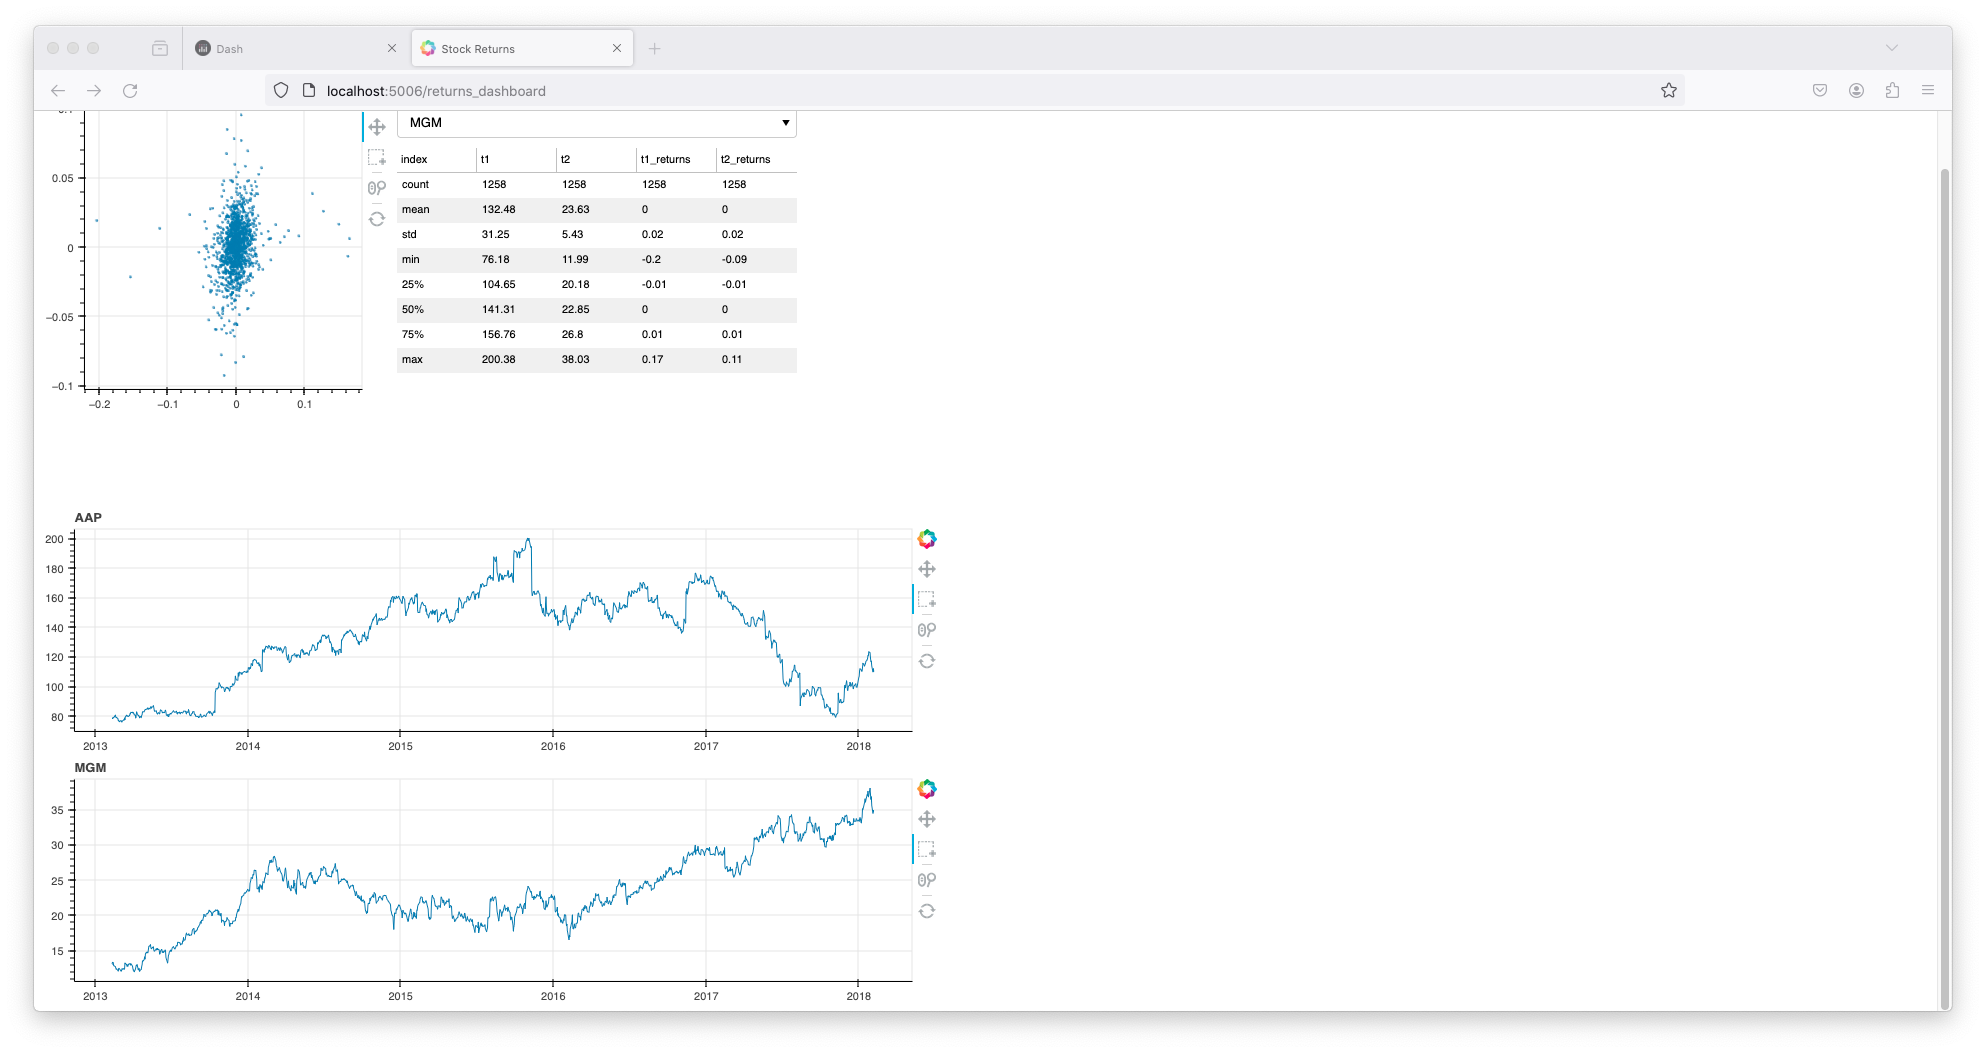 Dash
Stock Returns
localhost:5006/returns_dashboard
MGM
index t1 t2 t1_returns t2_returns
count 1258 1258 1258 1258
mean 132.48 23.63 0 0
std 31.25 5.43 0.02 0.02
min 76.18 11.99 -0.2 -0.09
25% 104.65 20.18 -0.01 -0.01
50% 141.31 22.85 0 0
75% 156.76 26.8 0.01 0.01
max 200.38 38.03 0.17 0.11
0.05
0
−0.05
−0.1
−0.2 −0.1 0 0.1
AAP
200
180
160
140
120
100
80
2013 2014 2015 2016 2017 2018
MGM
35
30
25
20
15
2013 2014 2015 2016 2017 2018